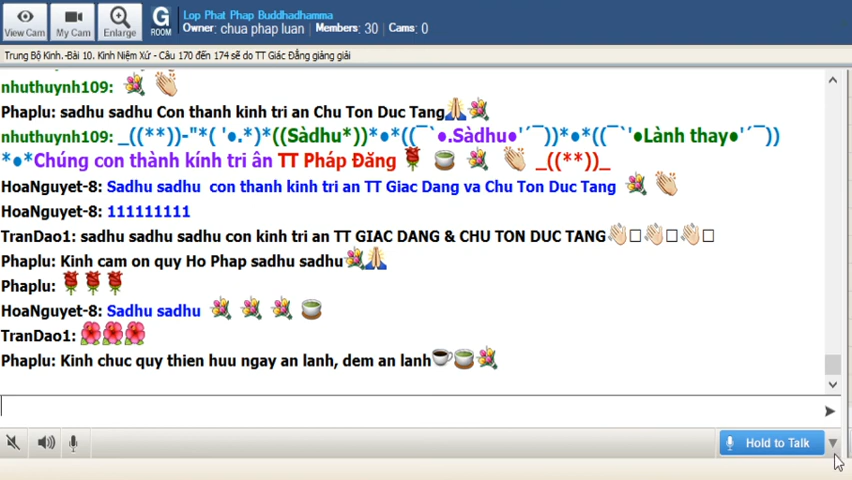 Lop Phat Phap Buddhadhamma
Owner: chua phap luan : Members: 30 : Cams: 0
View Cam
My Cam
Enlarge
G
ROOM
Trung Bộ Kinh.-Bài 10. Kinh Niệm Xứ - Câu 170 đến 174 sẽ do TT Giác Đẳng giảng giải
nhuthuynh109:
Phaplu: sadhu sadhu Con thanh kinh tri an Chu Ton Duc Tang
nhuthuynh109: _((**))-"*( '●.*)*((Sàdhu*))*●*((¯`●.Sàdhu●'´¯))*●*((¯`'●Lành thay●'´¯))
*●*Chúng con thành kính tri ân TT Pháp Đăng _((**))_
HoaNguyet-8: Sadhu sadhu con thanh kinh tri an TT Giac Dang va Chu Ton Duc Tang
HoaNguyet-8: 111111111
TranDao1: sadhu sadhu sadhu con kinh tri an TT GIAC DANG & CHU TON DUC TANG
Phaplu: Kinh cam on quy Ho Phap sadhu sadhu
Phaplu:
HoaNguyet-8: Sadhu sadhu
TranDao1:
Phaplu: Kinh chuc quy thien huu ngay an lanh, dem an lanh
Hold to Talk